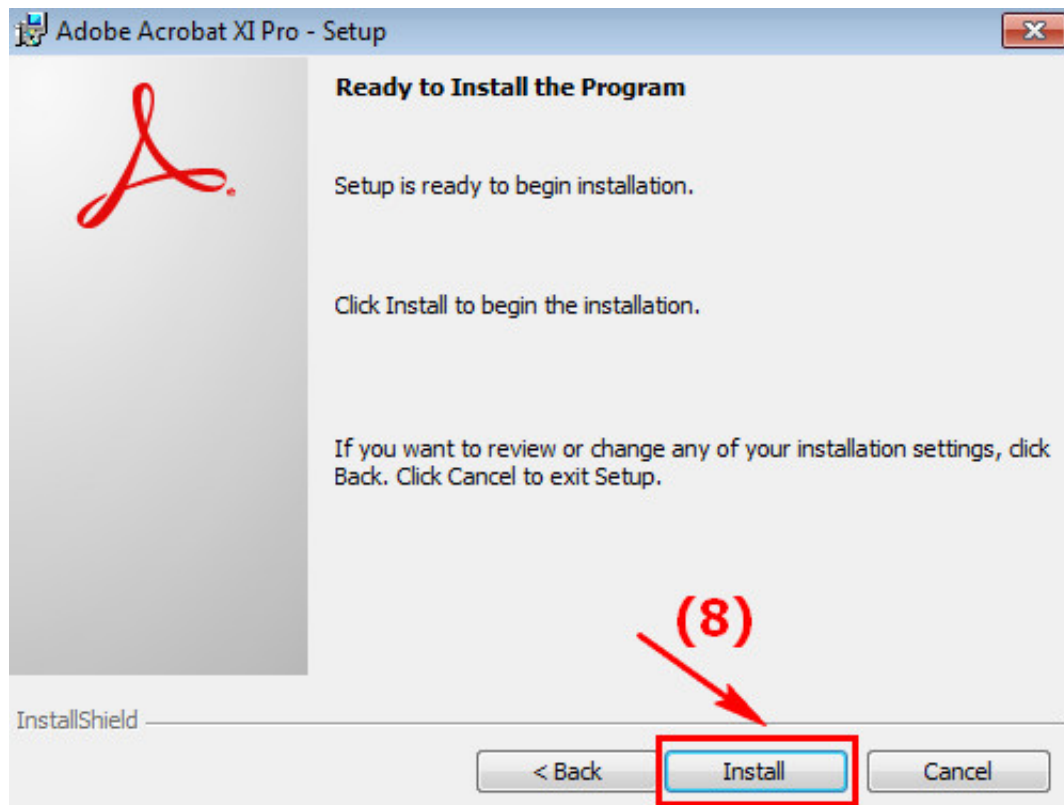 Adobe Acrobat XI Pro - Setup
Ready to Install the Program
Setup is ready to begin installation.
Click Install to begin the installation.
If you want to review or change any of your installation settings, click
Back. Click Cancel to exit Setup.
(8)
InstallShield
< Back
Install
Cancel